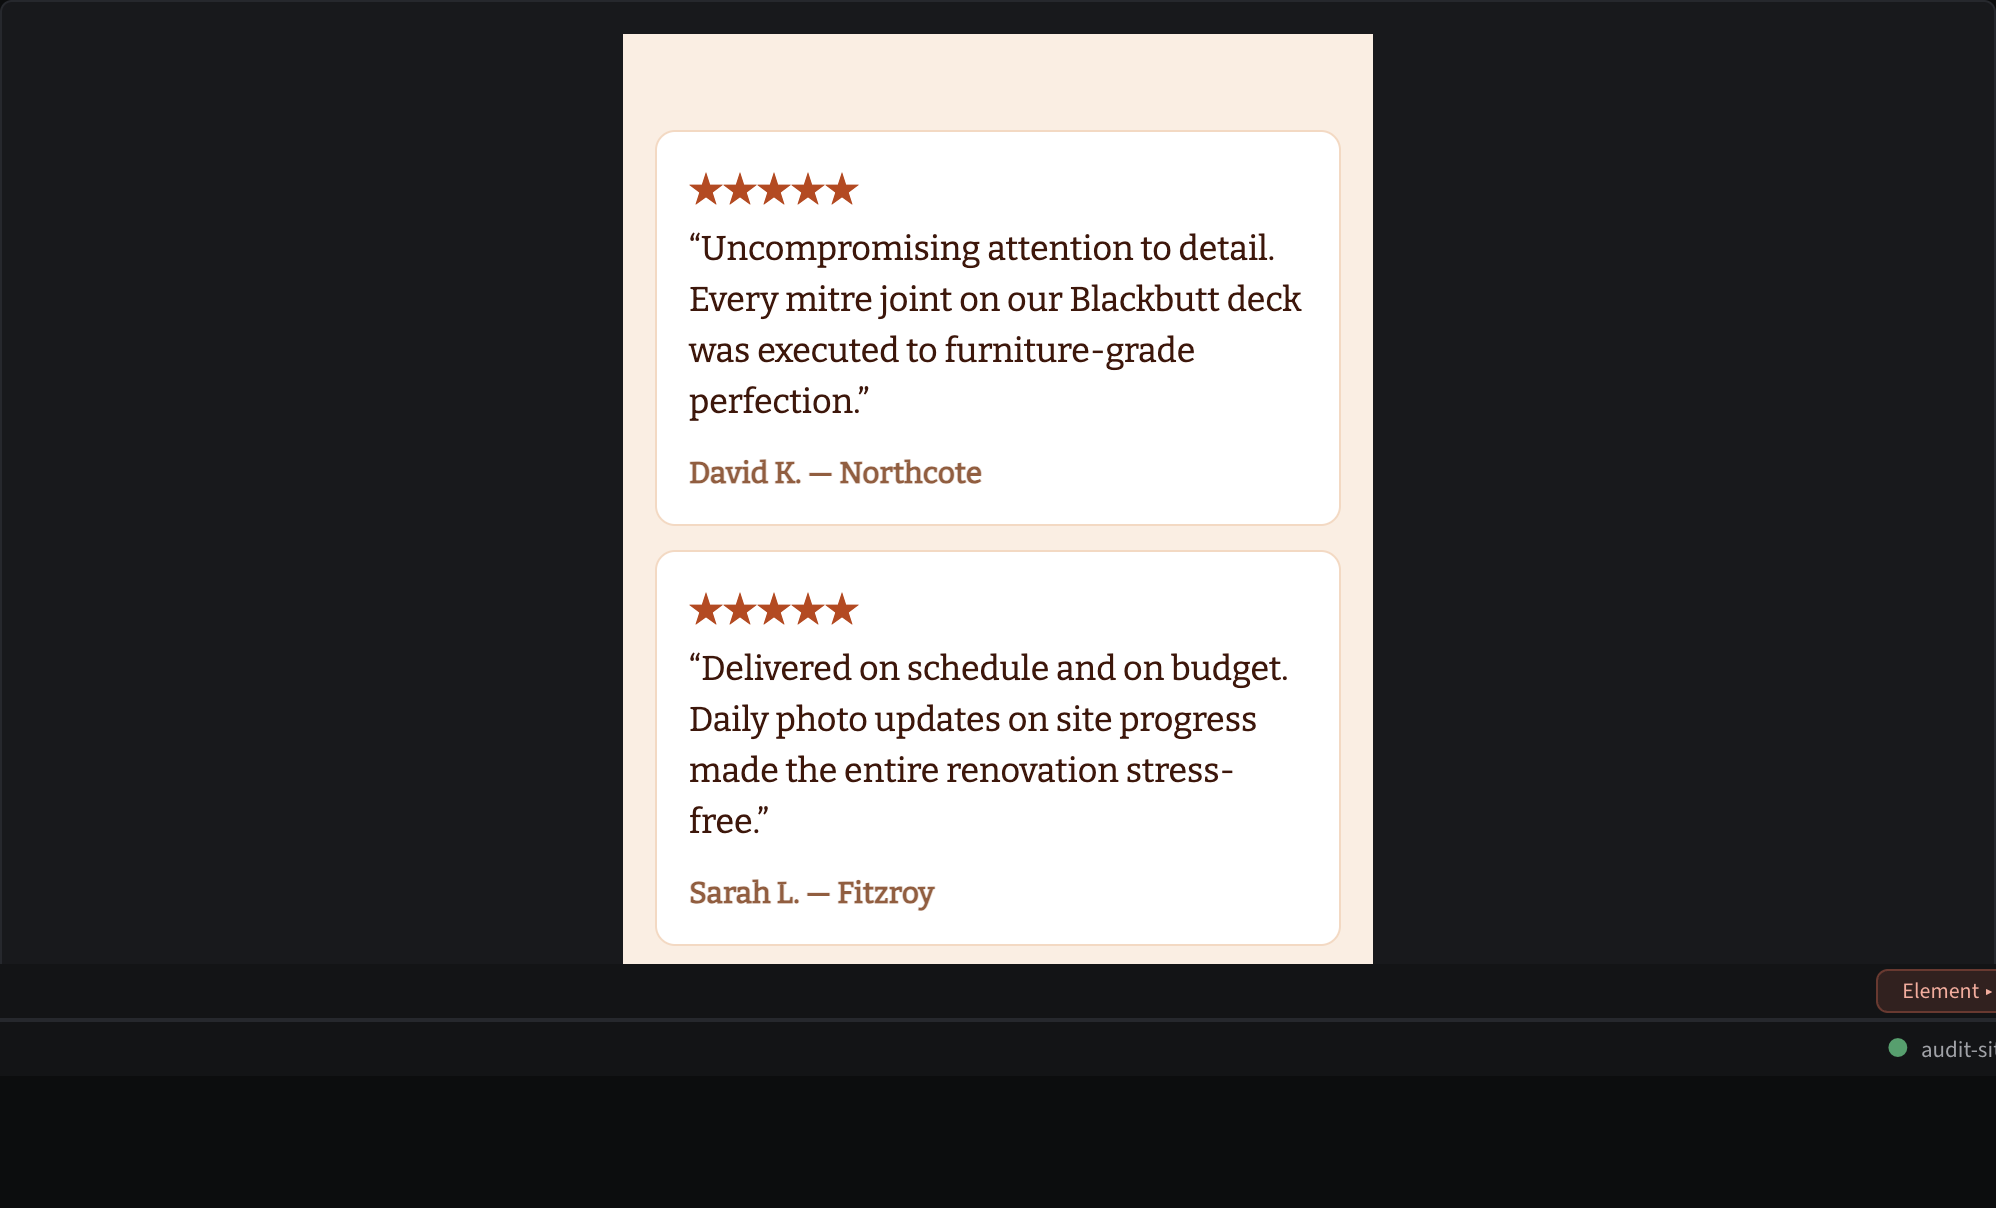 ★★★★★
“Uncompromising attention to detail.
Every mitre joint on our Blackbutt deck
was executed to furniture-grade
perfection.”
David K. — Northcote
★★★★★
“Delivered on schedule and on budget.
Daily photo updates on site progress
made the entire renovation stress-
free.”
Sarah L. — Fitzroy
Element ▸
audit-sit